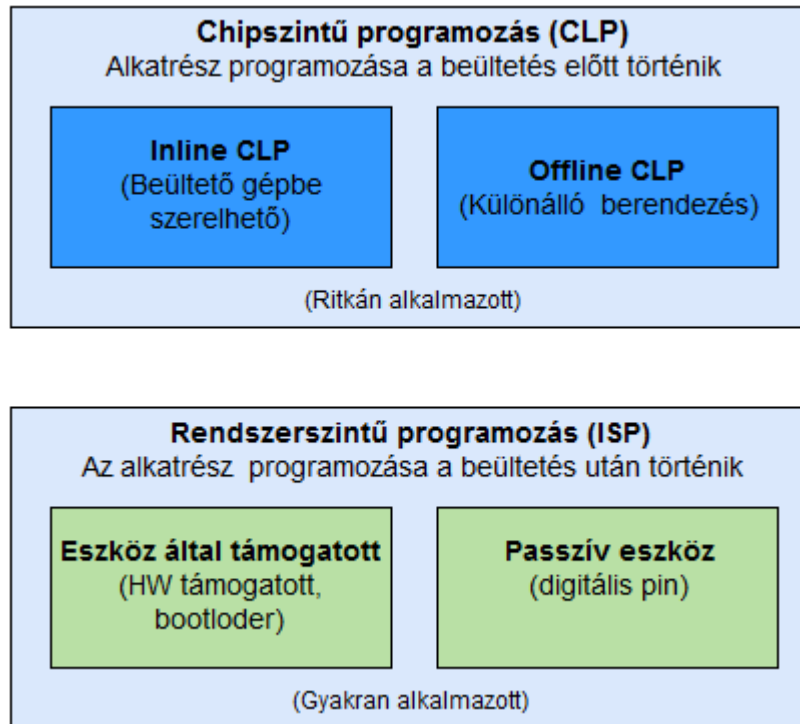 Chipszintű programozás (CLP)
Alkatrész programozása a beültetés előtt történik
Inline CLP
(Beültető gépbe
szerelhető)
Offline CLP
(Különálló berendezés)
(Ritkán alkalmazott)
Rendszerszintű programozás (ISP)
Az alkatrész programozása a beültetés után történik
Eszköz által támogatott
(HW támogatott,
bootloder)
Passzív eszköz
(digitális pin)
(Gyakran alkalmazott)